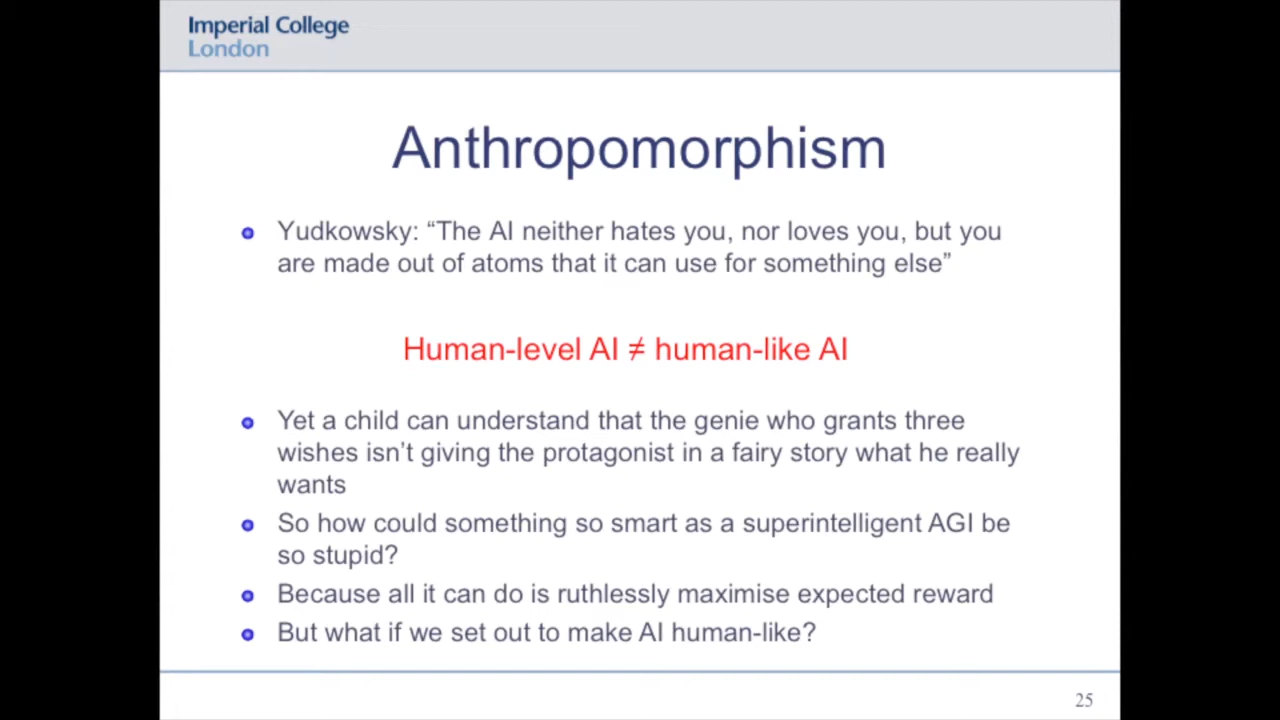 Imperial College
London
Anthropomorphism
Yudkowsky: “The AI neither hates you, nor loves you, but you
are made out of atoms that it can use for something else”
Human-level AI ≠ human-like AI
Yet a child can understand that the genie who grants three
wishes isn’t giving the protagonist in a fairy story what he really
wants
So how could something so smart as a superintelligent AGI be
so stupid?
Because all it can do is ruthlessly maximise expected reward
But what if we set out to make AI human-like?
25